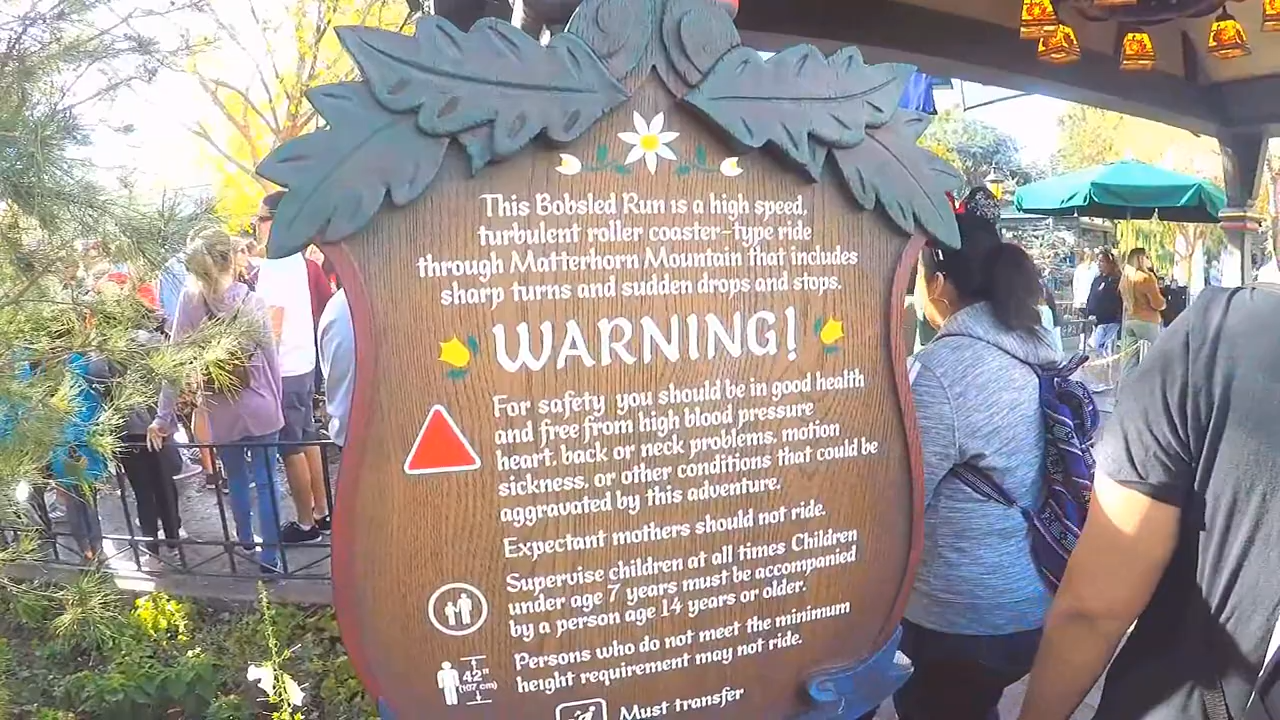 This Bobsled Run is a high speed,
turbulent roller coaster-type ride
through Matterhorn Mountain that includes
sharp turns and sudden drops and stops.
WARNING!
For safety you should be in good health
and free from high blood pressure
heart, back or neck problems, motion
sickness, or other conditions that could be
aggravated by this adventure.
Expectant mothers should not ride.
Supervise children at all times Children
under age 7 years must be accompanied
by a person age 14 years or older.
Persons who do not meet the minimum
height requirement may not ride.
42"
(107 cm)
Must transfer